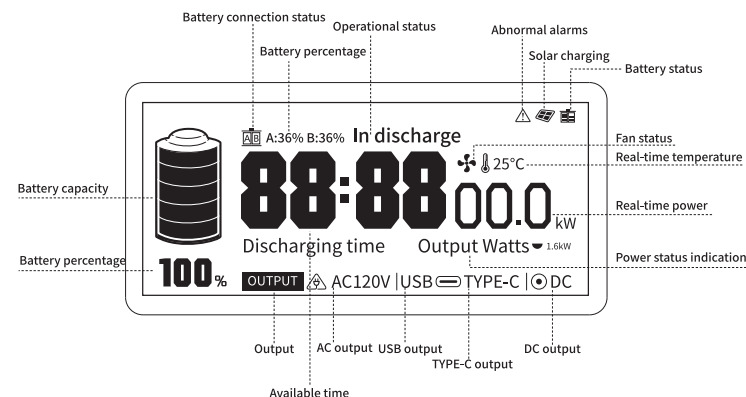 Battery connection status
Operational status
Battery percentage
Abnormal alarms
Solar charging
Battery status
A B A:36% B:36% In discharge
Fan status
25°C
Real-time temperature
88:88
Battery capacity
00.0 kW
Real-time power
Discharging time
Output Watts 1.6kW
Power status indication
Battery percentage
100%
OUTPUT AC120V | USB TYPE-C | DC
Output
AC output
USB output
DC output
TYPE-C output
Available time